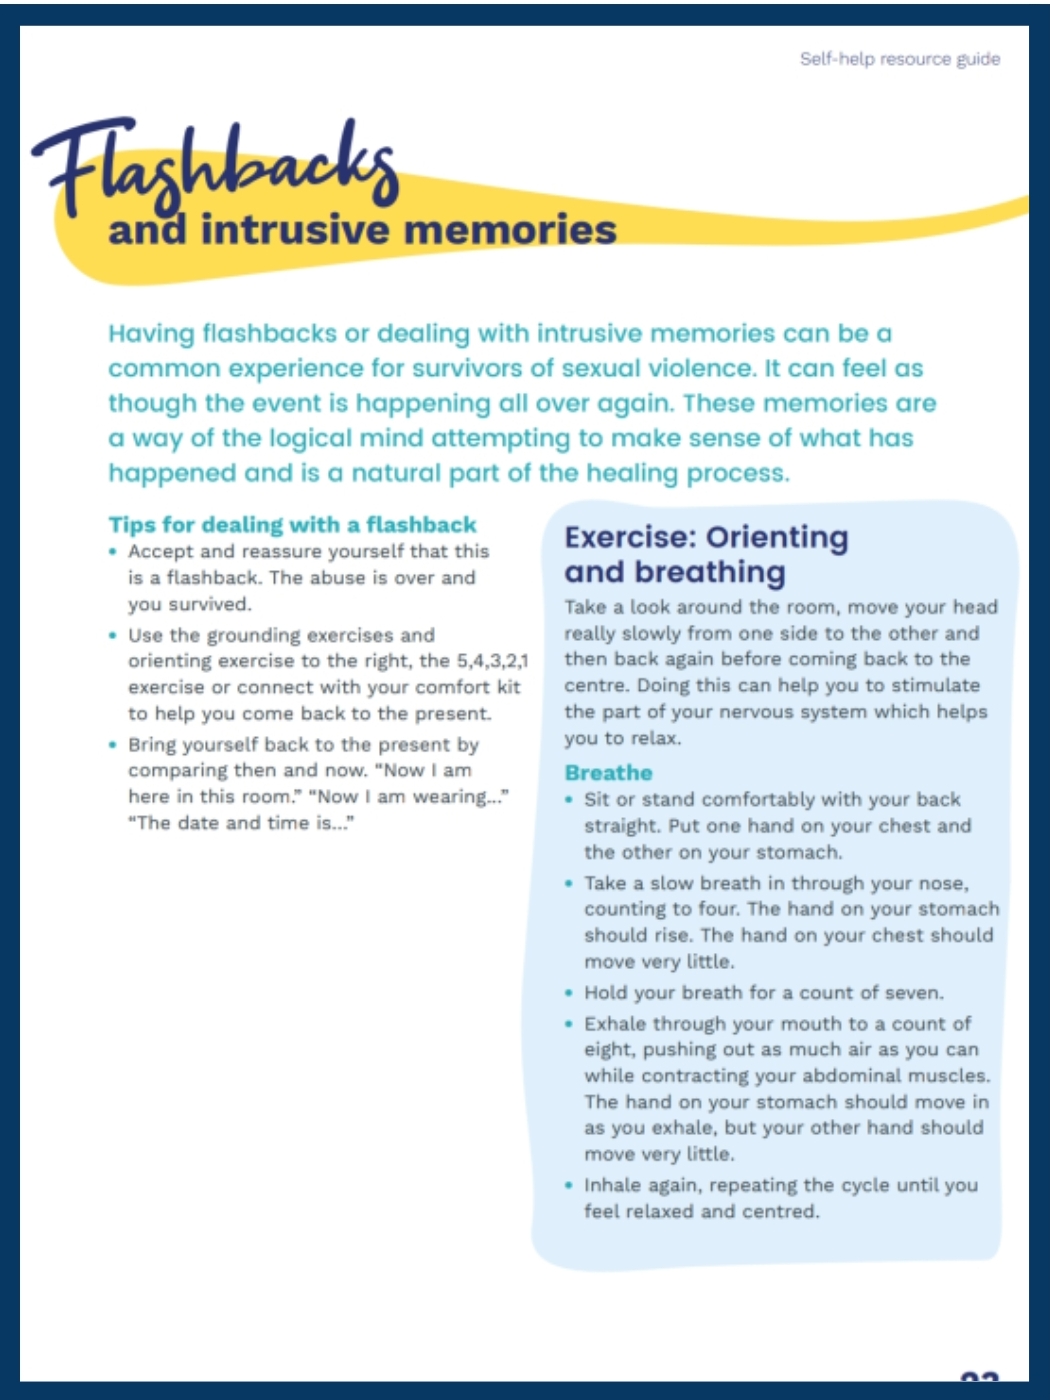 Self-help resource guide
Flashbacks
and intrusive memories
Having flashbacks or dealing with intrusive memories can be a
common experience for survivors of sexual violence. It can feel as
though the event is happening all over again. These memories are
a way of the logical mind attempting to make sense of what has
happened and is a natural part of the healing process.
Tips for dealing with a flashback
• Accept and reassure yourself that this
is a flashback. The abuse is over and
you survived.
• Use the grounding exercises and
orienting exercise to the right, the 5,4,3,2,1
exercise or connect with your comfort kit
to help you come back to the present.
• Bring yourself back to the present by
comparing then and now. “Now I am
here in this room.” “Now I am wearing...”
“The date and time is...”
Exercise: Orienting
and breathing
Take a look around the room, move your head
really slowly from one side to the other and
then back again before coming back to the
centre. Doing this can help you to stimulate
the part of your nervous system which helps
you to relax.
Breathe
• Sit or stand comfortably with your back
straight. Put one hand on your chest and
the other on your stomach.
• Take a slow breath in through your nose,
counting to four. The hand on your stomach
should rise. The hand on your chest should
move very little.
• Hold your breath for a count of seven.
• Exhale through your mouth to a count of
eight, pushing out as much air as you can
while contracting your abdominal muscles.
The hand on your stomach should move in
as you exhale, but your other hand should
move very little.
• Inhale again, repeating the cycle until you
feel relaxed and centred.